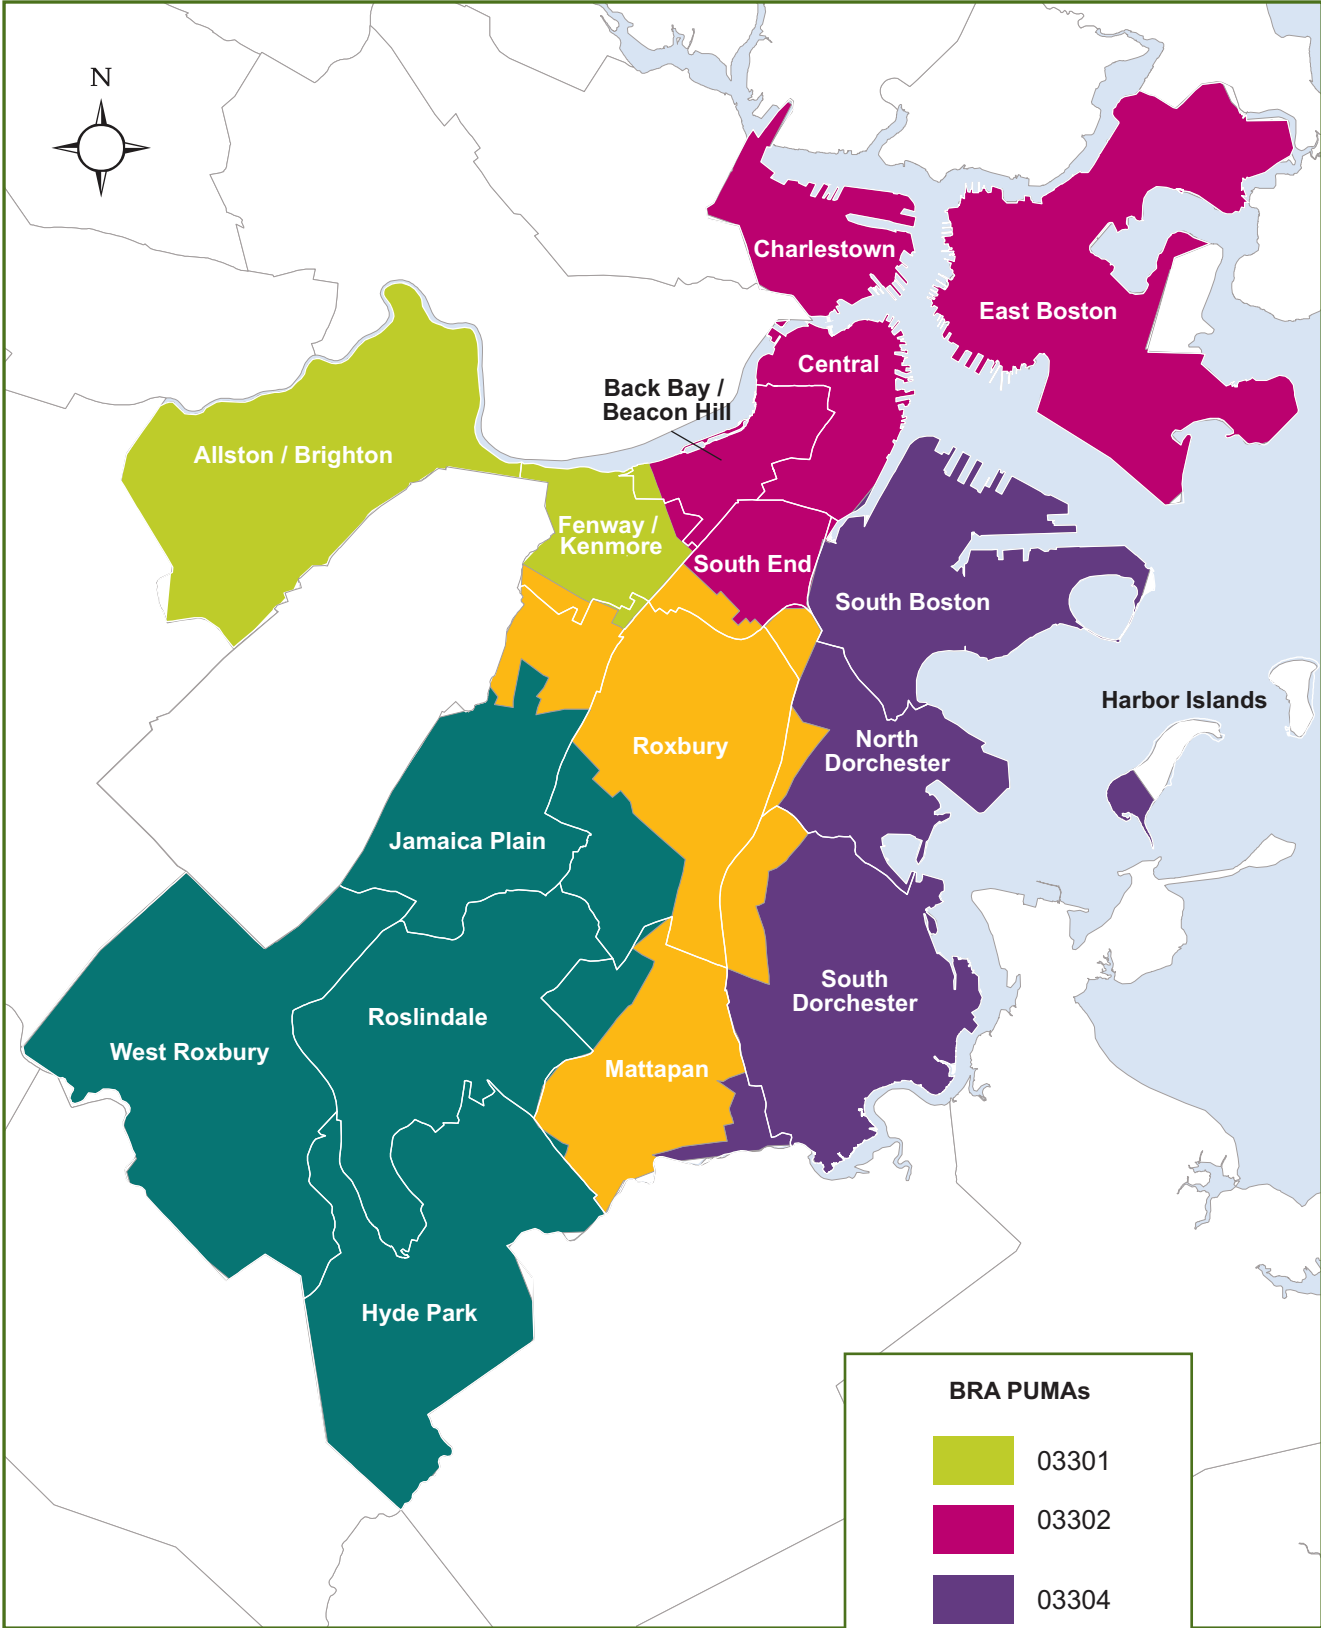 N
Charlestown
East Boston
Central
Back Bay /
Beacon Hill
Allston / Brighton
Fenway /
Kenmore
South End
South Boston
Harbor Islands
Roxbury
North
Dorchester
Jamaica Plain
South
Dorchester
Roslindale
West Roxbury
Mattapan
Hyde Park
BRA PUMAs
03301
03302
03304